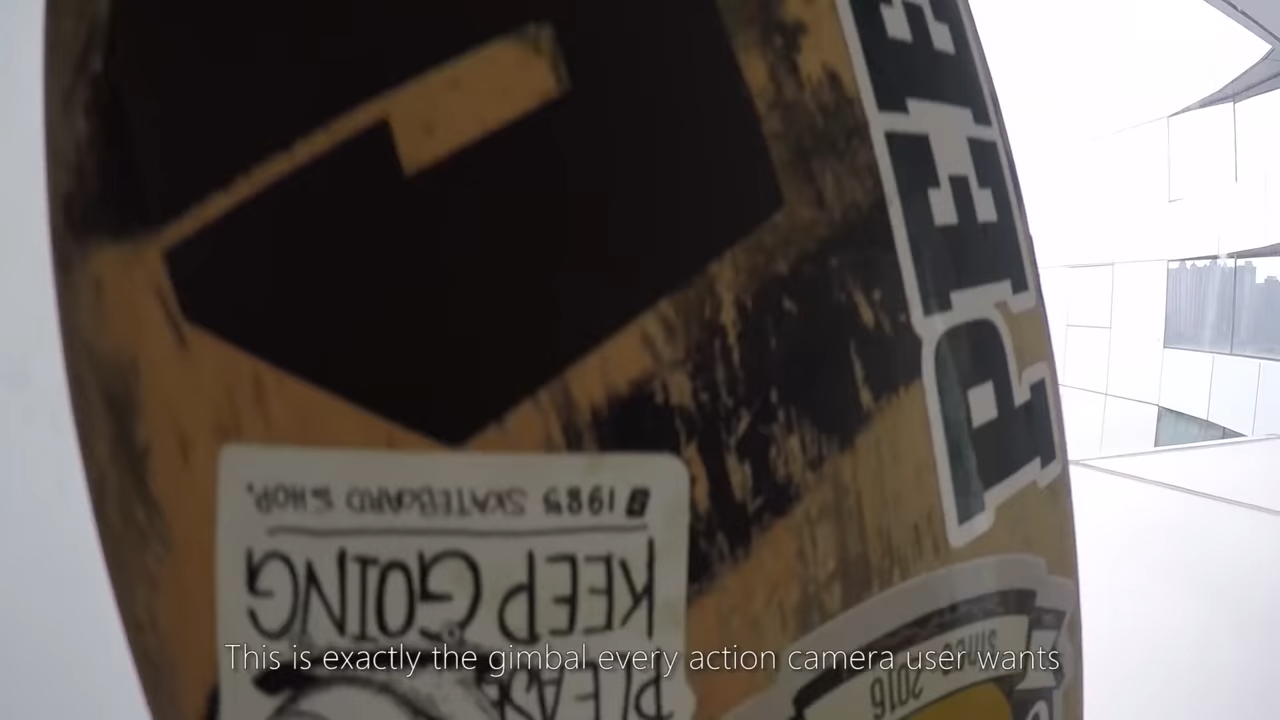 1985 SKATEBOARD SHOP.
KEEP GOING
PLEASE
SINCE 2016
This is exactly the gimbal every action camera user wants